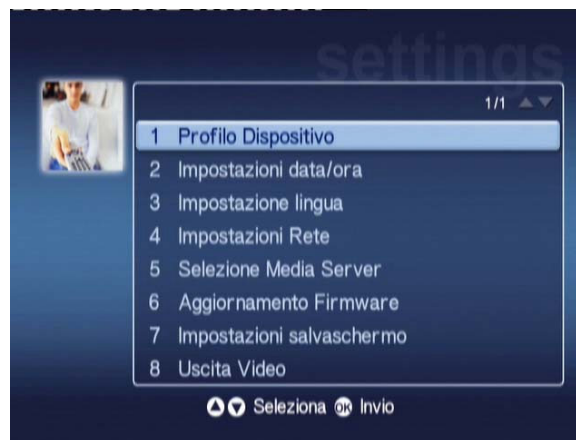 settings
1/1
1 Profilo Dispositivo
2 Impostazioni data/ora
3 Impostazione lingua
4 Impostazioni Rete
5 Selezione Media Server
6 Aggiornamento Firmware
7 Impostazioni salvaschermo
8 Uscita Video
Seleziona OK Invio